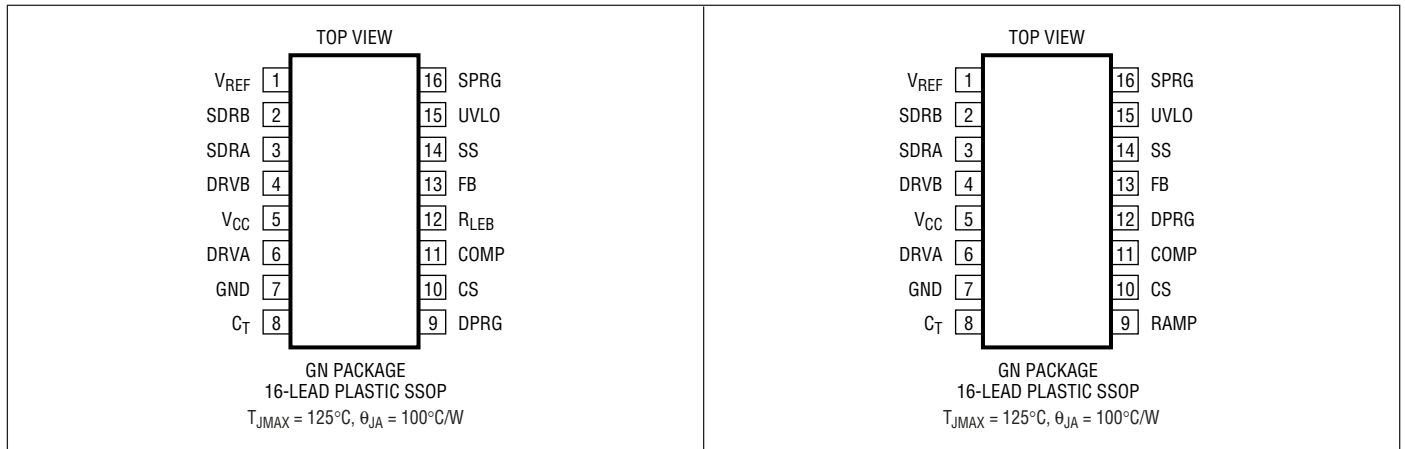 TOP VIEW
VREF 1 16 SPRG
SDRB 2 15 UVLO
SDRA 3 14 SS
DRVB 4 13 FB
VCC 5 12 RLEB
DRVA 6 11 COMP
GND 7 10 CS
CT 8 9 DPRG
GN PACKAGE
16-LEAD PLASTIC SSOP
TJMAX = 125°C, θJA = 100°C/W
TOP VIEW
VREF 1 16 SPRG
SDRB 2 15 UVLO
SDRA 3 14 SS
DRVB 4 13 FB
VCC 5 12 DPRG
DRVA 6 11 COMP
GND 7 10 CS
CT 8 9 RAMP
GN PACKAGE
16-LEAD PLASTIC SSOP
TJMAX = 125°C, θJA = 100°C/W